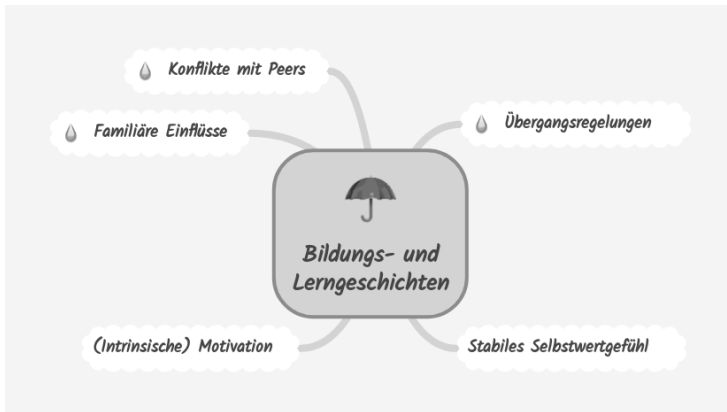 Konflikte mit Peers
Familiäre Einflüsse
Übergangsregelungen
Bildungs- und
Lerngeschichten
(Intrinsische) Motivation
Stabiles Selbstwertgefühl